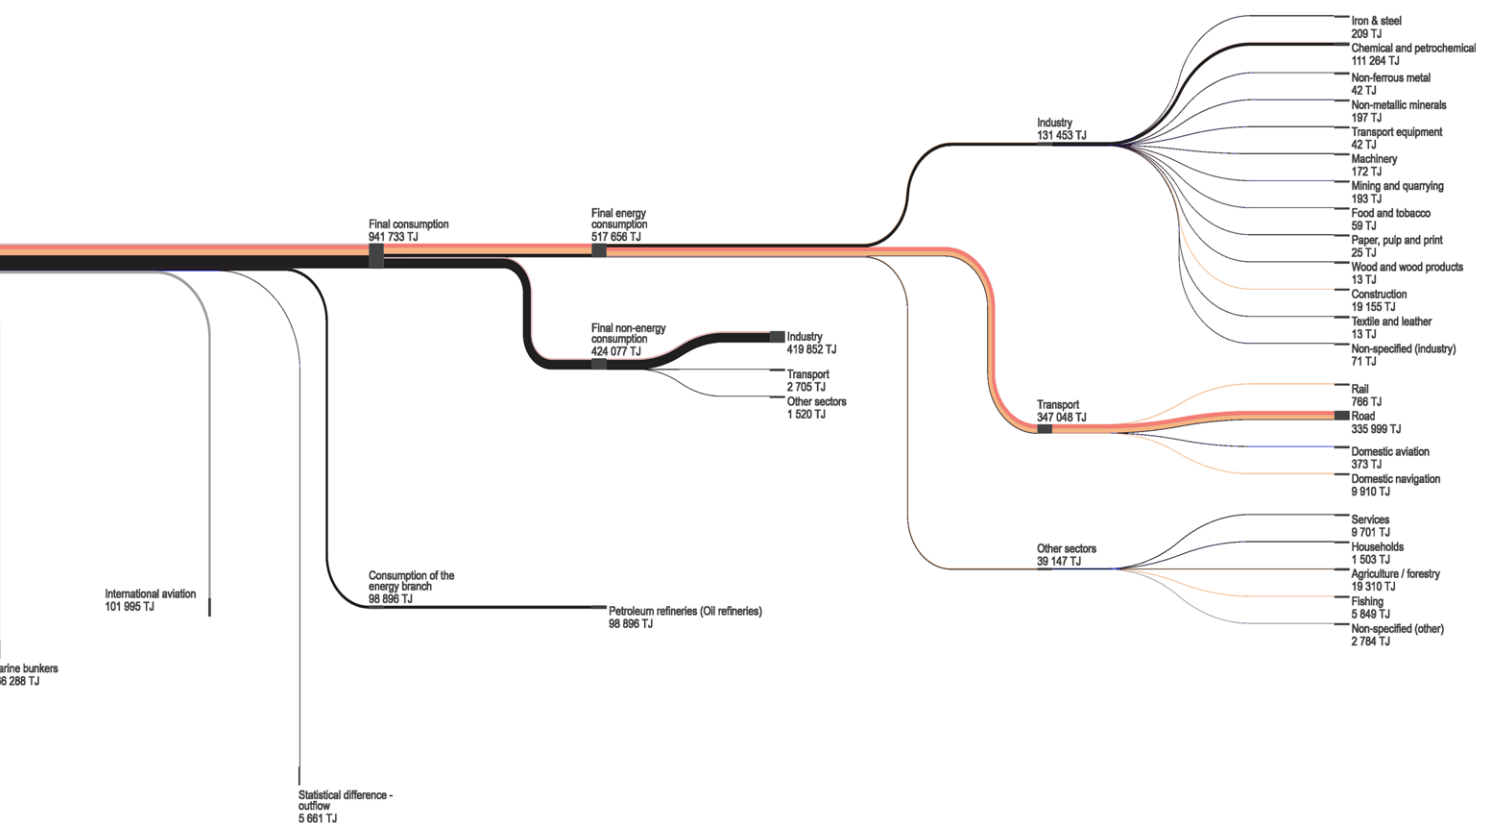 Iron & steel
209 TJ
Chemical and petrochemical
111 264 TJ
Non-ferrous metal
42 TJ
Non-metallic minerals
197 TJ
Transport equipment
42 TJ
Machinery
172 TJ
Mining and quarrying
193 TJ
Food and tobacco
59 TJ
Paper, pulp and print
25 TJ
Wood and wood products
13 TJ
Construction
19 155 TJ
Textile and leather
13 TJ
Non-specified (industry)
71 TJ
Industry
131 453 TJ
Final consumption
941 733 TJ
Final energy
consumption
517 656 TJ
Final non-energy
consumption
424 077 TJ
Industry
419 852 TJ
Transport
2 705 TJ
Other sectors
1 520 TJ
Transport
347 048 TJ
Rail
766 TJ
Road
335 999 TJ
Domestic aviation
373 TJ
Domestic navigation
9 910 TJ
Other sectors
39 147 TJ
Services
9 701 TJ
Households
1 503 TJ
Agriculture / forestry
19 310 TJ
Fishing
5 849 TJ
Non-specified (other)
2 784 TJ
Consumption of the
energy branch
98 896 TJ
Petroleum refineries (Oil refineries)
98 896 TJ
International aviation
101 995 TJ
arine bunkers
6 288 TJ
Statistical difference -
outflow
5 661 TJ